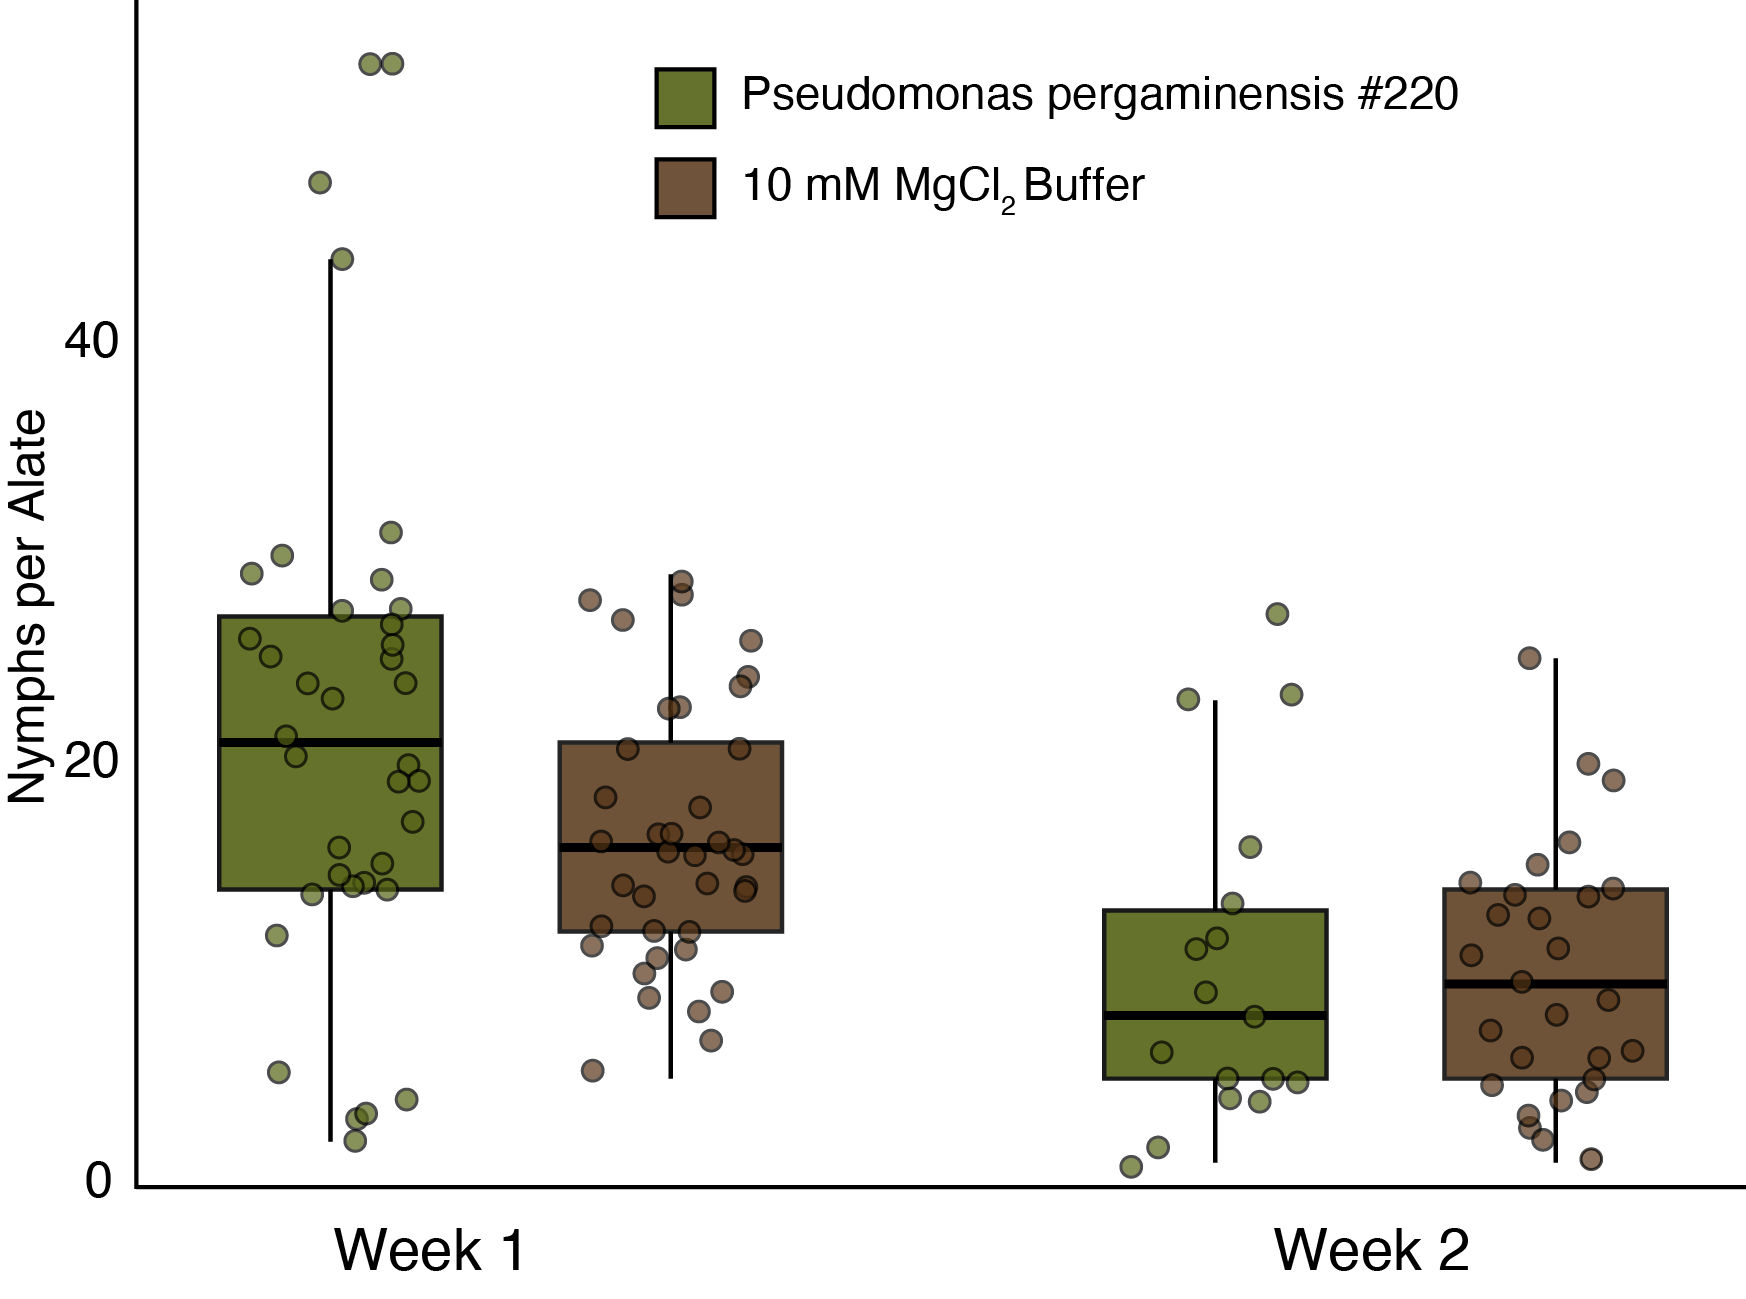 Pseudomonas pergaminensis #220
10 mM MgCl₂ Buffer
Nymphs per Alate
40
20
0
Week 1
Week 2